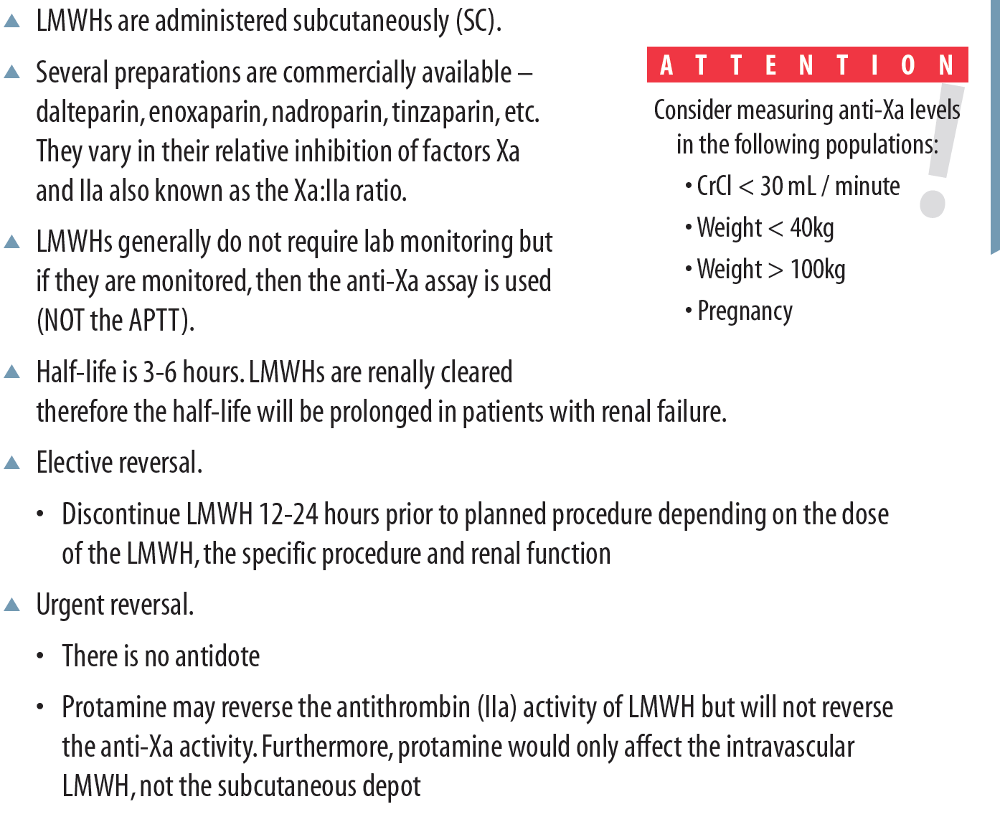 ▲ LMWHs are administered subcutaneously (SC).
▲ Several preparations are commercially available –
dalteparin, enoxaparin, nadroparin, tinzaparin, etc.
They vary in their relative inhibition of factors Xa
and IIa also known as the Xa:IIa ratio.
▲ LMWHs generally do not require lab monitoring but
if they are monitored, then the anti-Xa assay is used
(NOT the APTT).
ATTENTION
!
Consider measuring anti-Xa levels
in the following populations:
• CrCl < 30 mL / minute
• Weight < 40kg
• Weight > 100kg
• Pregnancy
▲ Half-life is 3-6 hours. LMWHs are renally cleared
therefore the half-life will be prolonged in patients with renal failure.
▲ Elective reversal.
• Discontinue LMWH 12-24 hours prior to planned procedure depending on the dose
of the LMWH, the specific procedure and renal function
▲ Urgent reversal.
• There is no antidote
• Protamine may reverse the antithrombin (IIa) activity of LMWH but will not reverse
the anti-Xa activity. Furthermore, protamine would only affect the intravascular
LMWH, not the subcutaneous depot